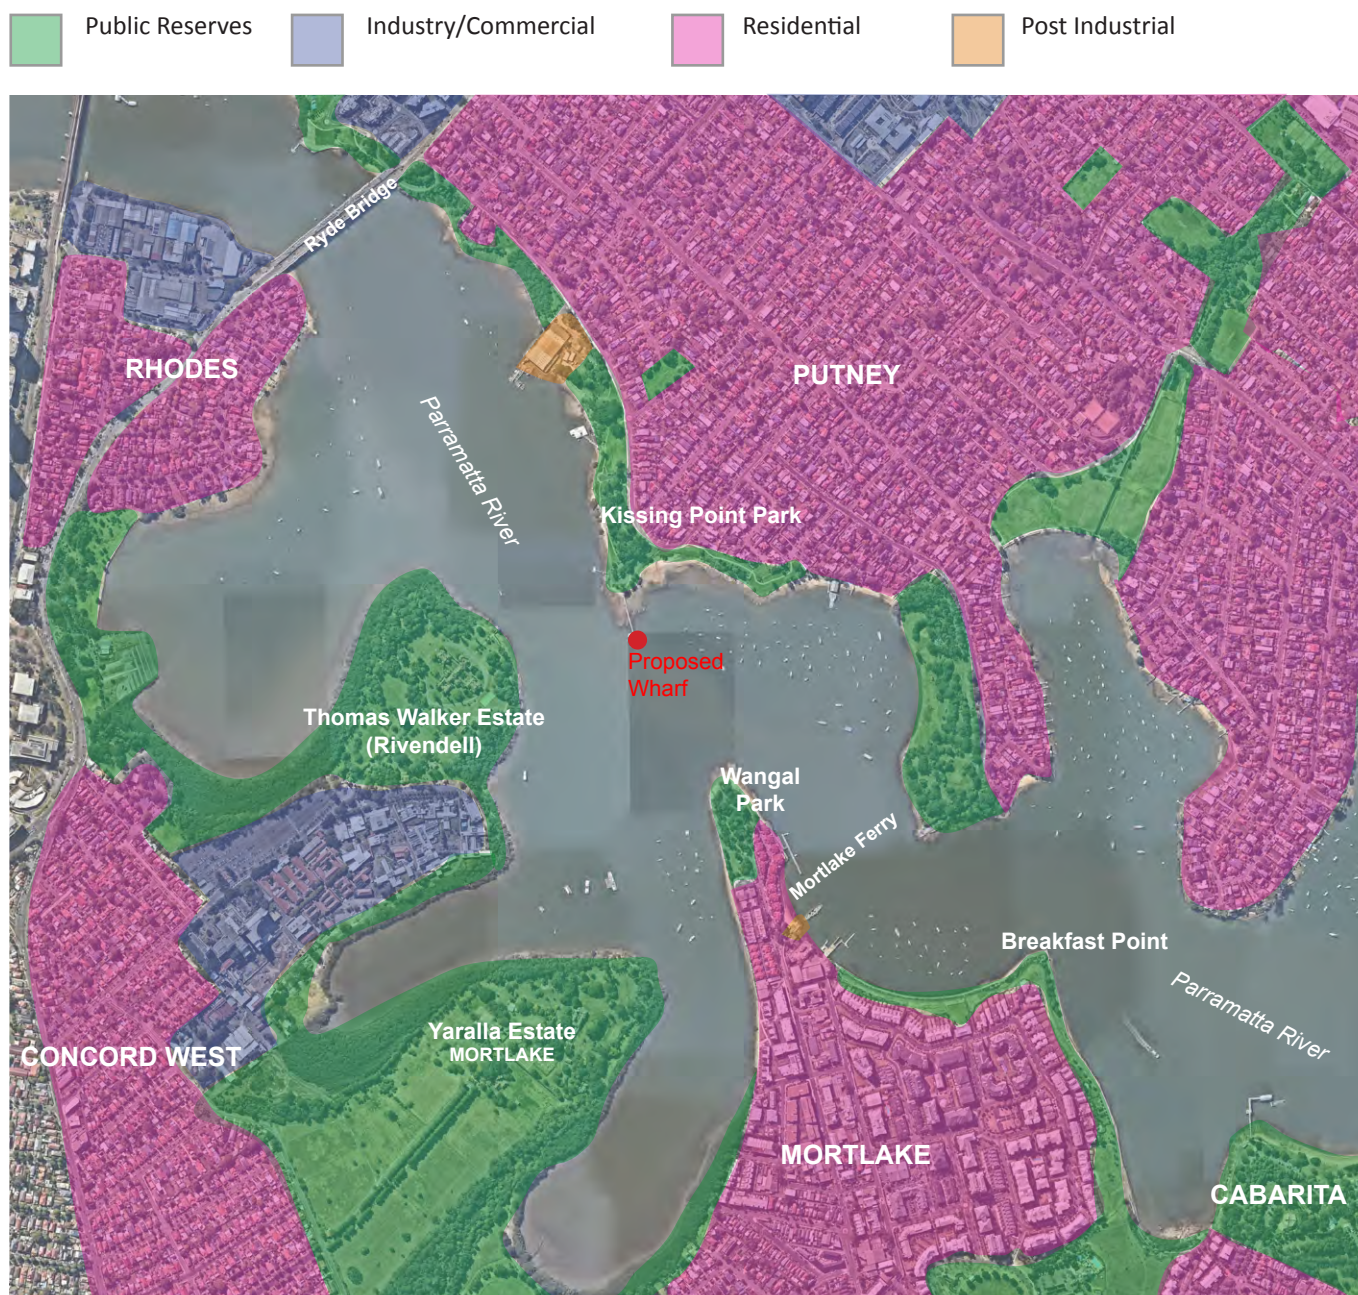 Public Reserves
Industry/Commercial
Residential
Post Industrial
Ryde Bridge
RHODES
PUTNEY
Parramatta River
Kissing Point Park
Proposed
Wharf
Thomas Walker Estate
(Rivendell)
Wangal
Park
Mortlake Ferry
Breakfast Point
Parramatta River
Yaralla Estate
MORTLAKE
CONCORD WEST
MORTLAKE
CABARITA